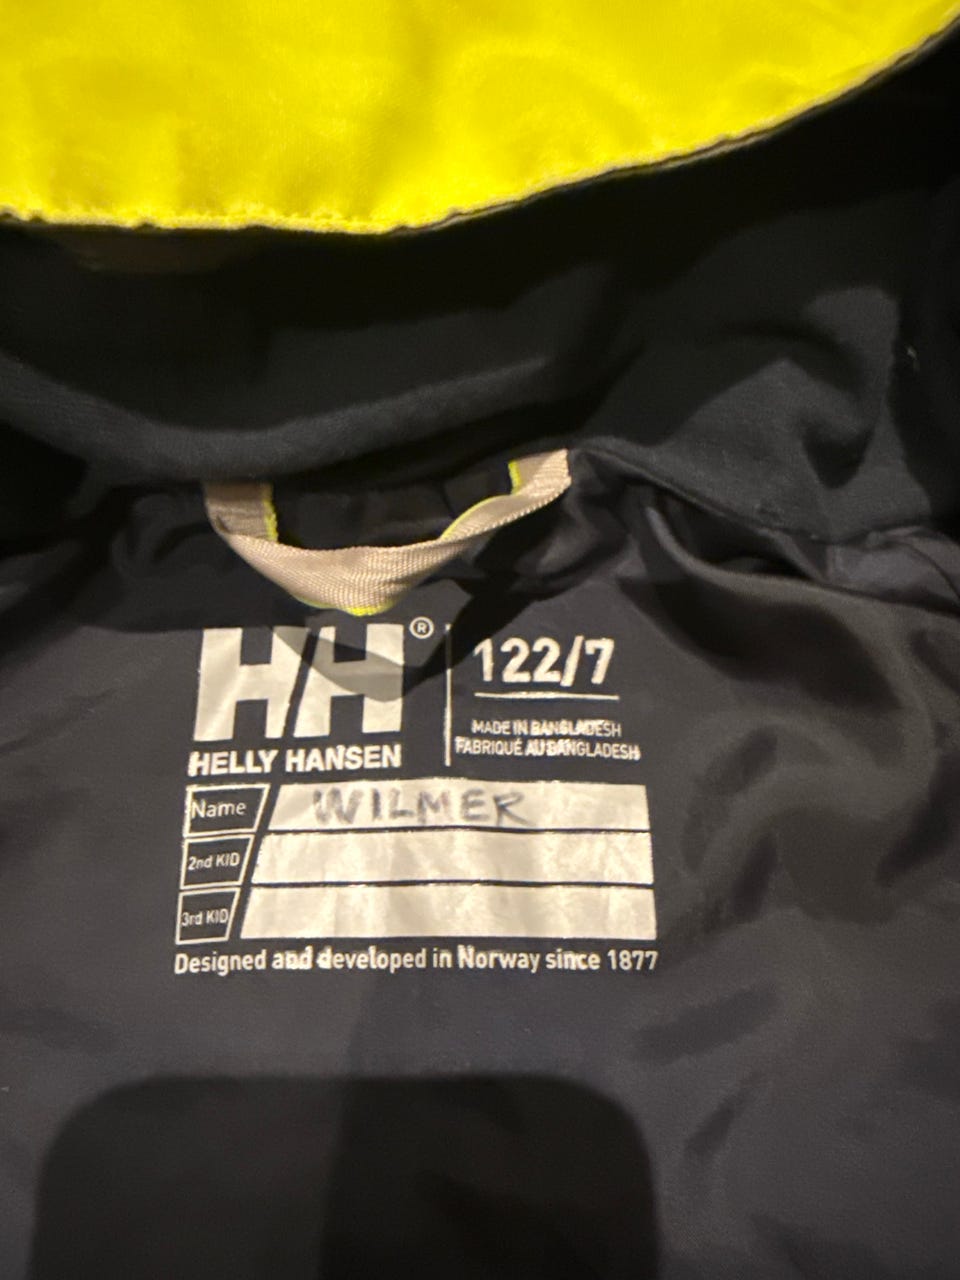 HH®
122/7
MADE IN BANGLADESH
FABRIQUÉ AU BANGLADESH
HELLY HANSEN
Name WILMER
2nd KID
3rd KID
Designed and developed in Norway since 1877